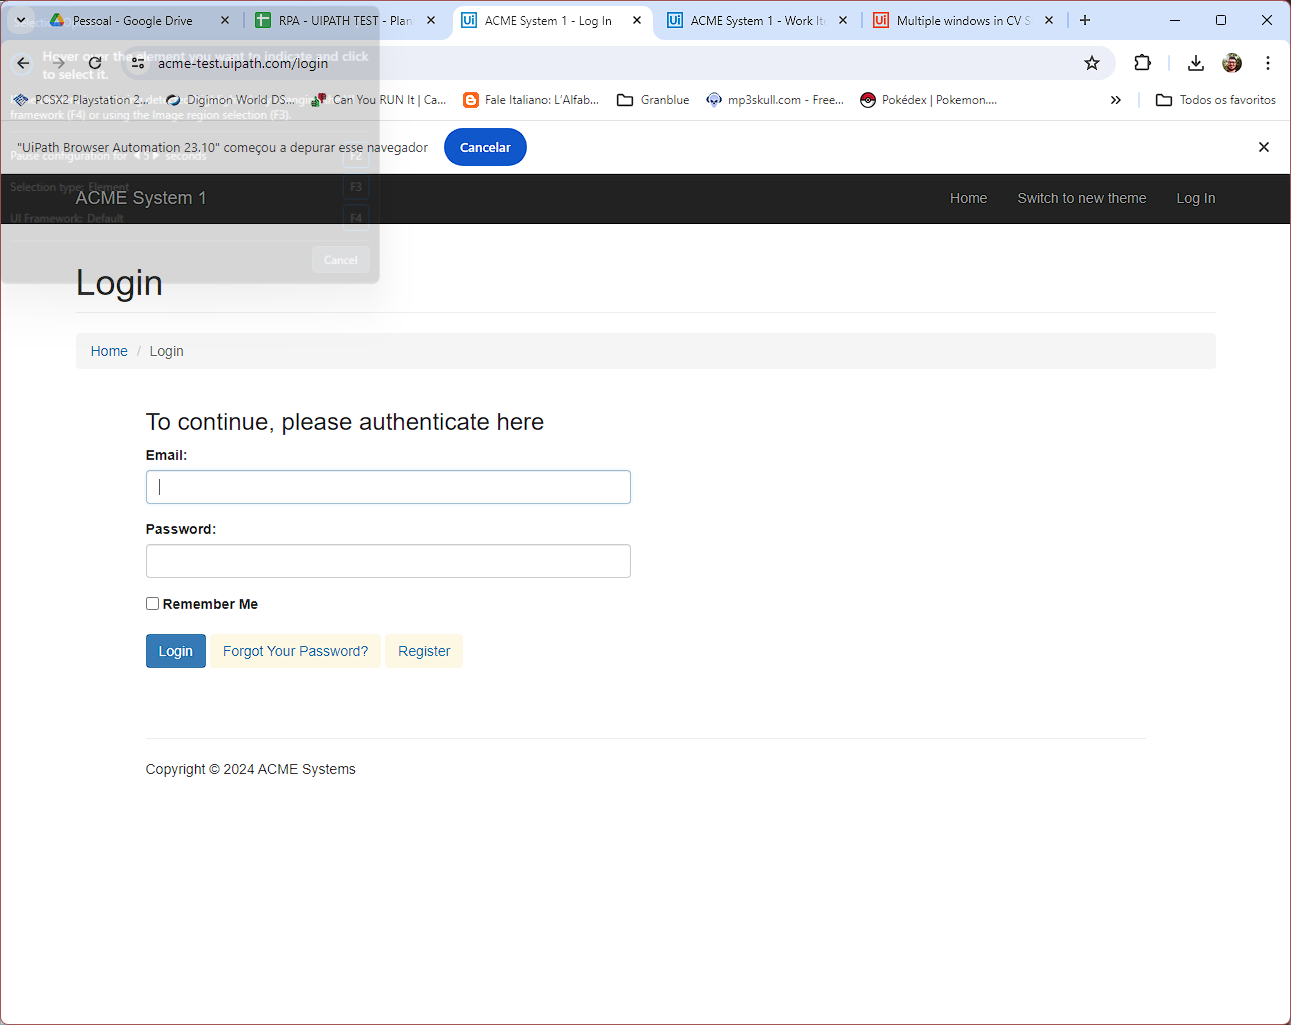 Pessoal - Google Drive
RPA - UIPATH TEST - Plan
ACME System 1 - Log In
ACME System 1 - Work Ite
Multiple windows in CV S
Hover over the element you want to indicate and click
to select it.
acme-test.uipath.com/login
PCSX2 Playstation 2...
Digimon World DS...
Can You RUN It | Ca...
Fale Italiano: L'Alfab...
Granblue
mp3skull.com - Free...
Pokédex | Pokemon....
Todos os favoritos
framework (F4) or using the Image region selection (F3).
"UiPath Browser Automation 23.10" começou a depurar esse navegador
Cancelar
Pause configuration for 5 seconds
F2
Selection type: Element
F3
ACME System 1
Home
Switch to new theme
Log In
UI Framework: Default
F4
Cancel
Login
Home / Login
To continue, please authenticate here
Email:
Password:
Remember Me
Login
Forgot Your Password?
Register
Copyright © 2024 ACME Systems